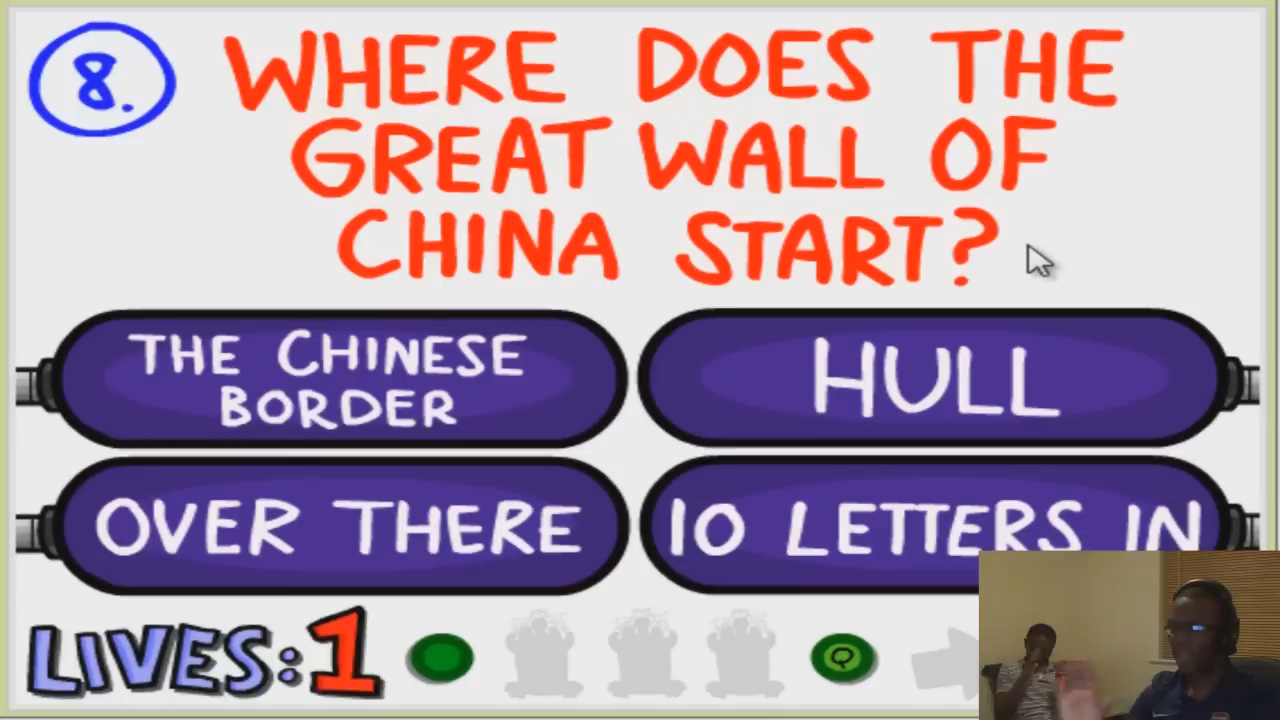 8.
WHERE DOES THE
GREAT WALL OF
CHINA START?
THE CHINESE
BORDER
HULL
OVER THERE
10 LETTERS IN
LIVES: 1
Q